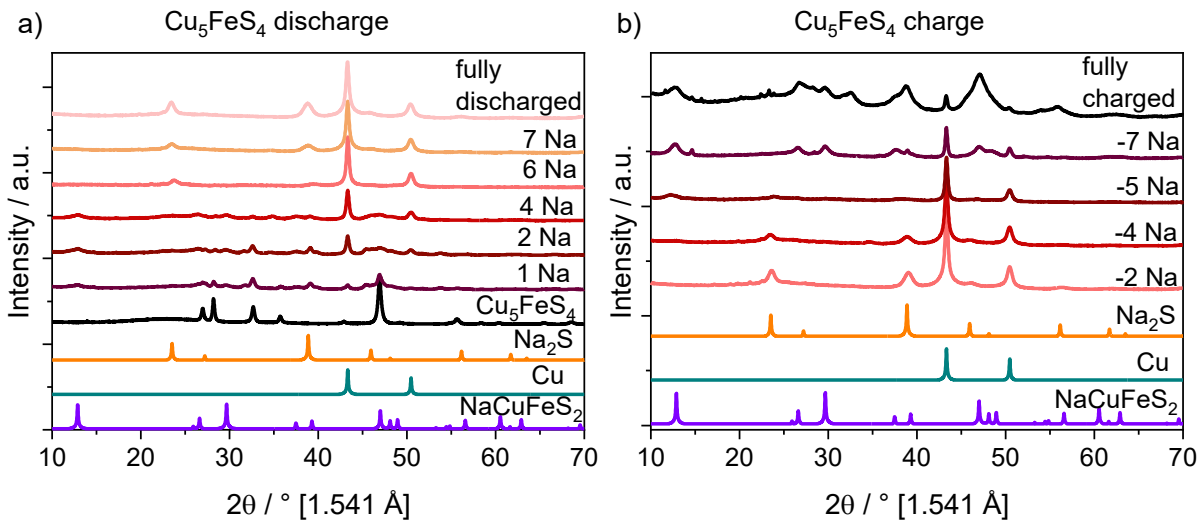 a)
Cu₅FeS₄ discharge
fully
discharged
7 Na
6 Na
4 Na
2 Na
1 Na
Cu₅FeS₄
Na₂S
Cu
NaCuFeS₂
Intensity / a.u.
10 20 30 40 50 60 70
2θ / ° [1.541 Å]
b)
Cu₅FeS₄ charge
fully
charged
-7 Na
-5 Na
-4 Na
-2 Na
Na₂S
Cu
NaCuFeS₂
Intensity / a.u.
10 20 30 40 50 60 70
2θ / ° [1.541 Å]